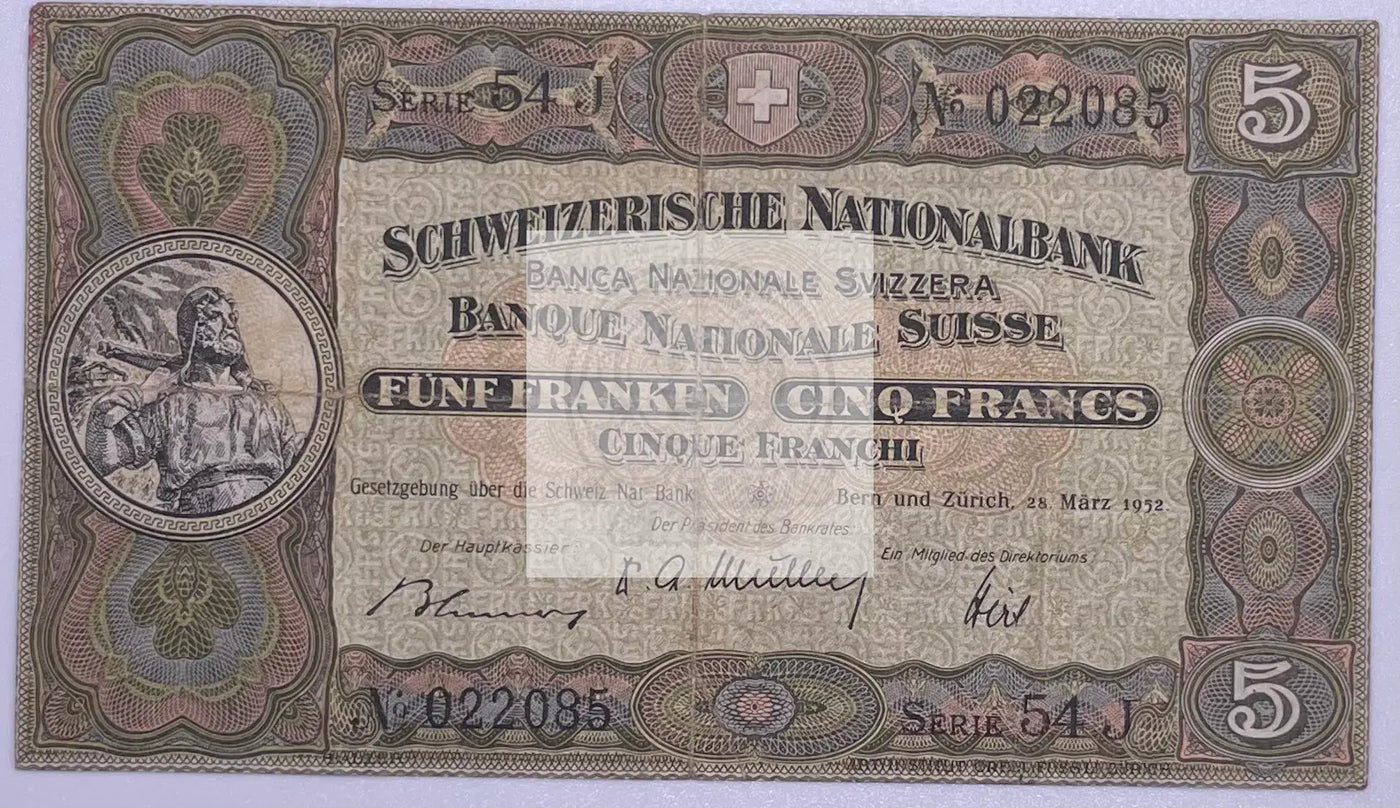 SERIE 54 J No 022085 5
SCHWEIZERISCHE NATIONALBANK
BANCA NAZIONALE SVIZZERA
BANQUE NATIONALE SUISSE
FÜNF FRANKEN CINQ FRANCS
CINQUE FRANCHI
Gesetzgebung über die Schweiz Nat Bank Bern und Zürich, 28. März 1952.
Der Präsident des Bankrates:
Der Hauptkassier: Ein Mitglied des Direktoriums:
No 022085 SERIE 54 J 5